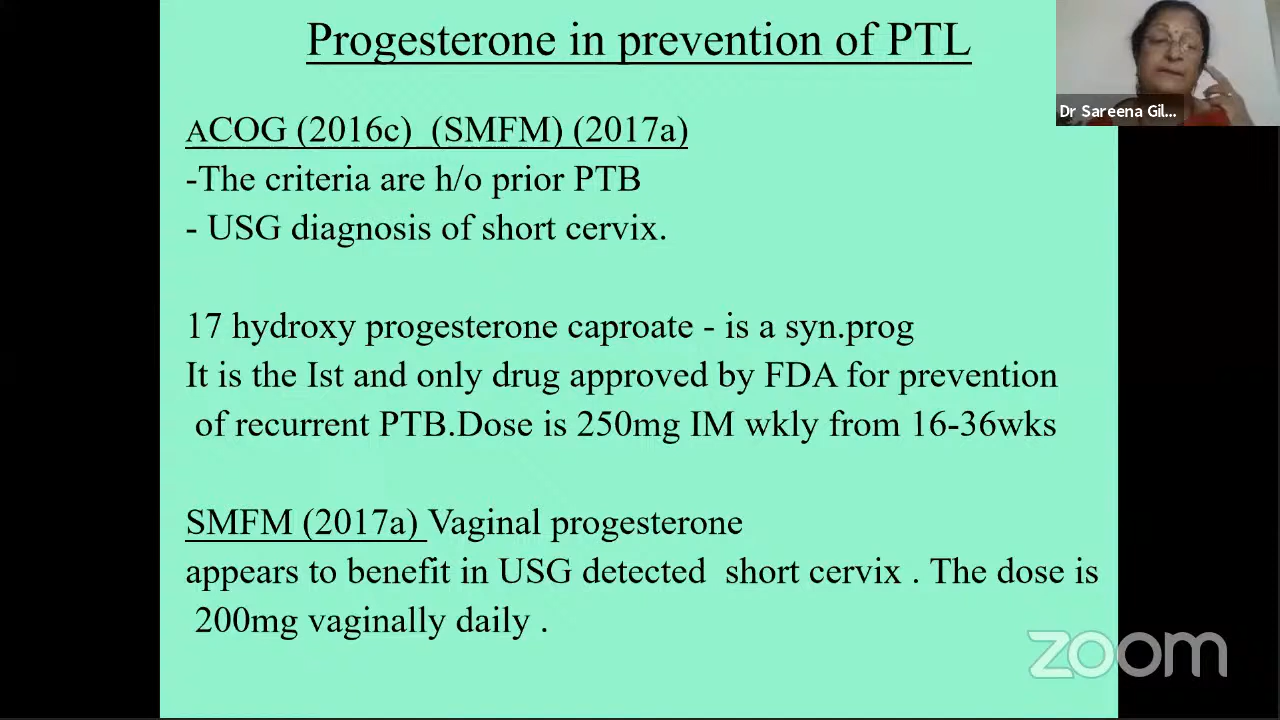 Progesterone in prevention of PTL
ACOG (2016c) (SMFM) (2017a)
-The criteria are h/o prior PTB
- USG diagnosis of short cervix.
17 hydroxy progesterone caproate - is a syn.prog
It is the Ist and only drug approved by FDA for prevention
of recurrent PTB.Dose is 250mg IM wkly from 16-36wks
SMFM (2017a) Vaginal progesterone
appears to benefit in USG detected short cervix . The dose is
200mg vaginally daily .
Dr Sareena Gil...
zoom